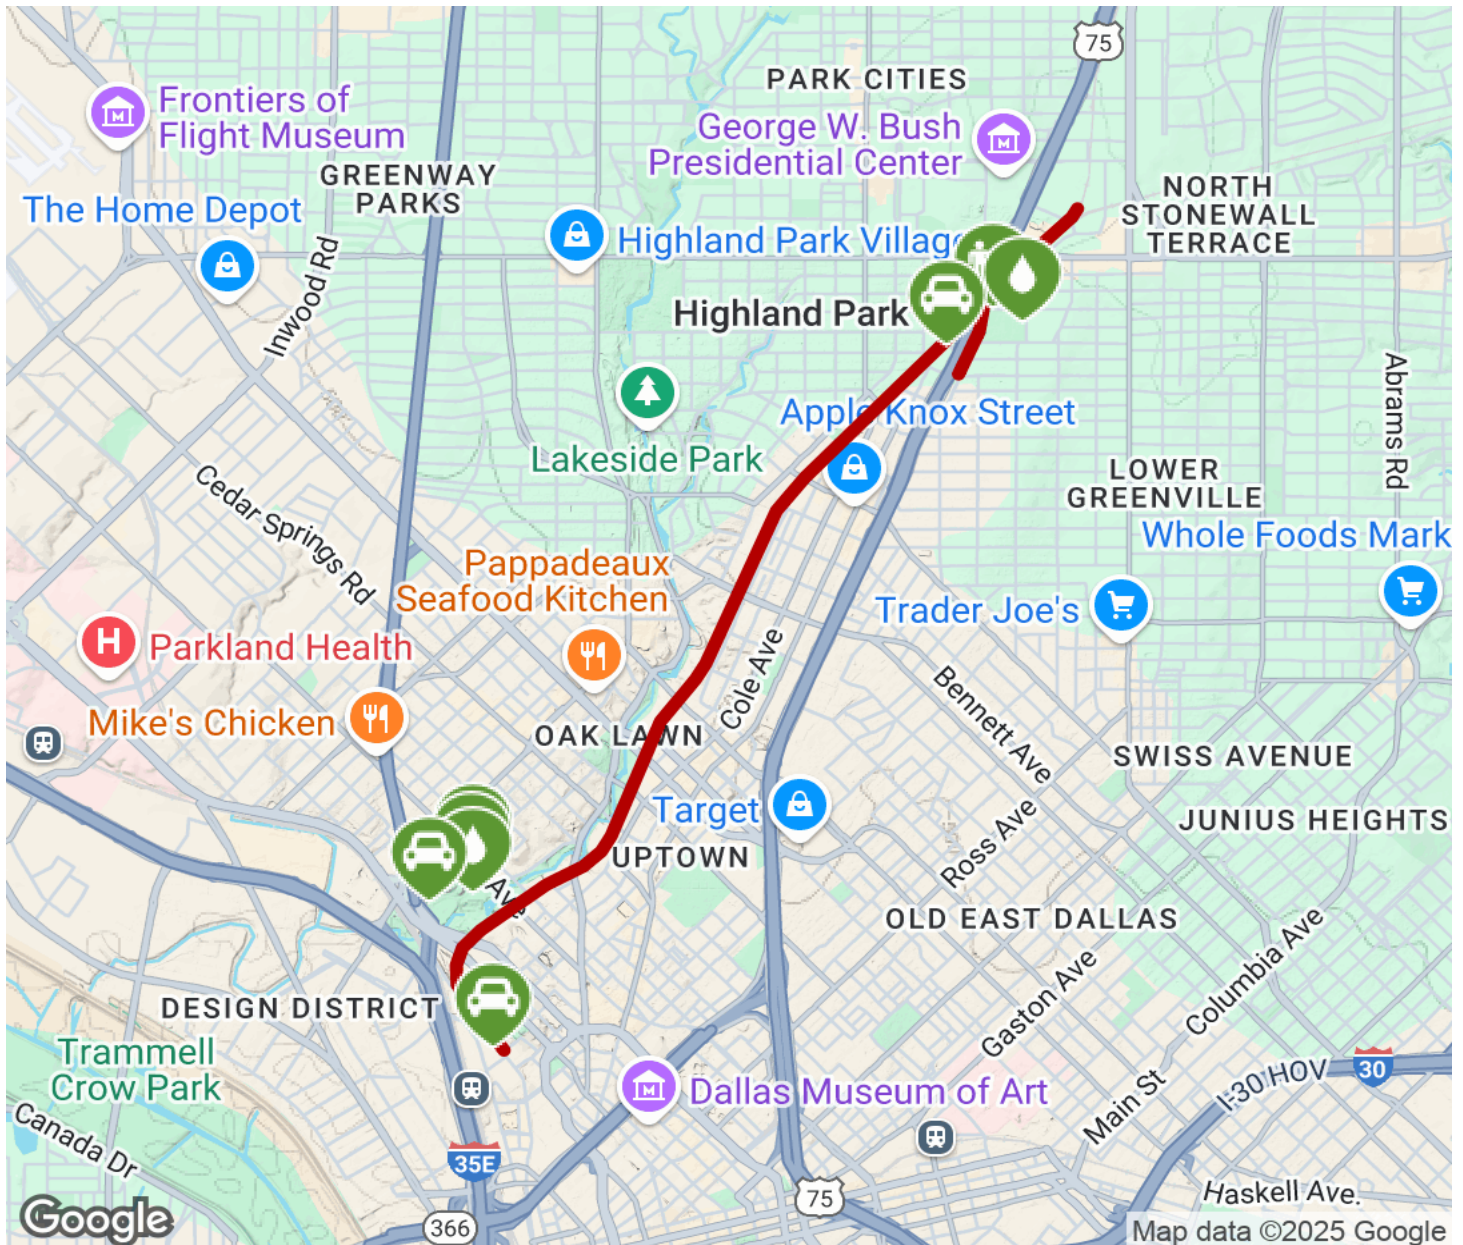 75
PARK CITIES
Frontiers of
Flight Museum
George W. Bush
Presidential Center
GREENWAY
PARKS
NORTH
STONEWALL
TERRACE
The Home Depot
Highland Park Village
Inwood Rd
Highland Park
Abrams Rd
Apple Knox Street
Lakeside Park
LOWER
GREENVILLE
Cedar Springs Rd
Whole Foods Mark
Pappadeaux
Seafood Kitchen
Trader Joe's
H
Parkland Health
Cole Ave
Bennett Ave
Mike's Chicken
OAK LAWN
SWISS AVENUE
Target
JUNIUS HEIGHTS
Ross Ave
UPTOWN
Ave
OLD EAST DALLAS
Columbia Ave
Gaston Ave
DESIGN DISTRICT
Trammell
Crow Park
I-30 HOV
30
Dallas Museum of Art
Main St
Canada Dr
35E
75
Haskell Ave.
Google
366
Map data ©2025 Google